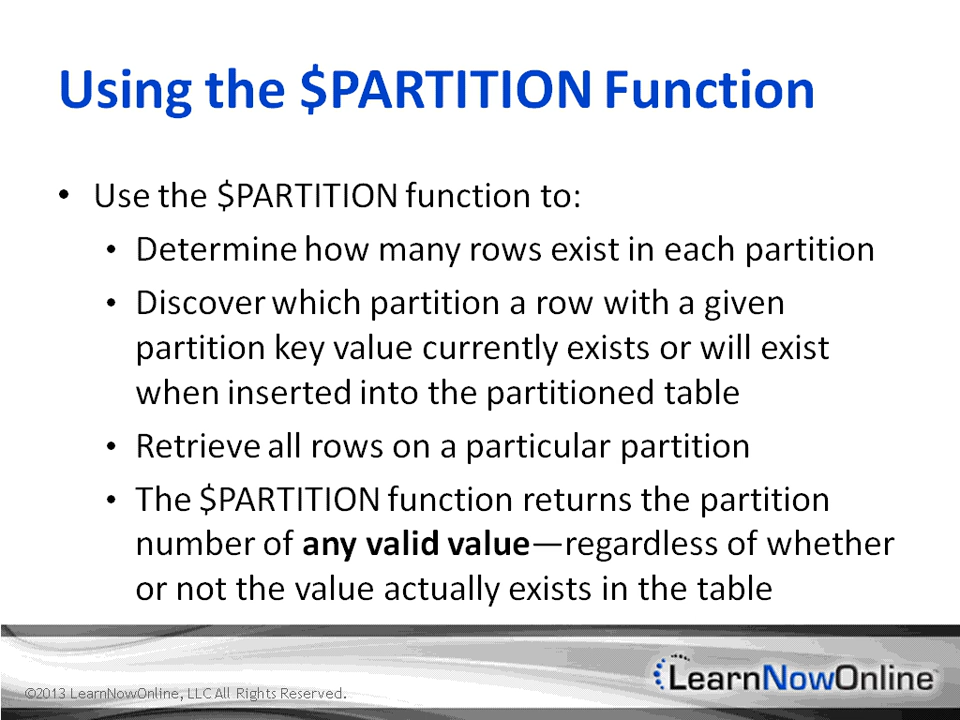 Using the $PARTITION Function
• Use the $PARTITION function to:
• Determine how many rows exist in each partition
• Discover which partition a row with a given
partition key value currently exists or will exist
when inserted into the partitioned table
• Retrieve all rows on a particular partition
• The $PARTITION function returns the partition
number of any valid value—regardless of whether
or not the value actually exists in the table
©2013 LearnNowOnline, LLC All Rights Reserved.
LearnNowOnline